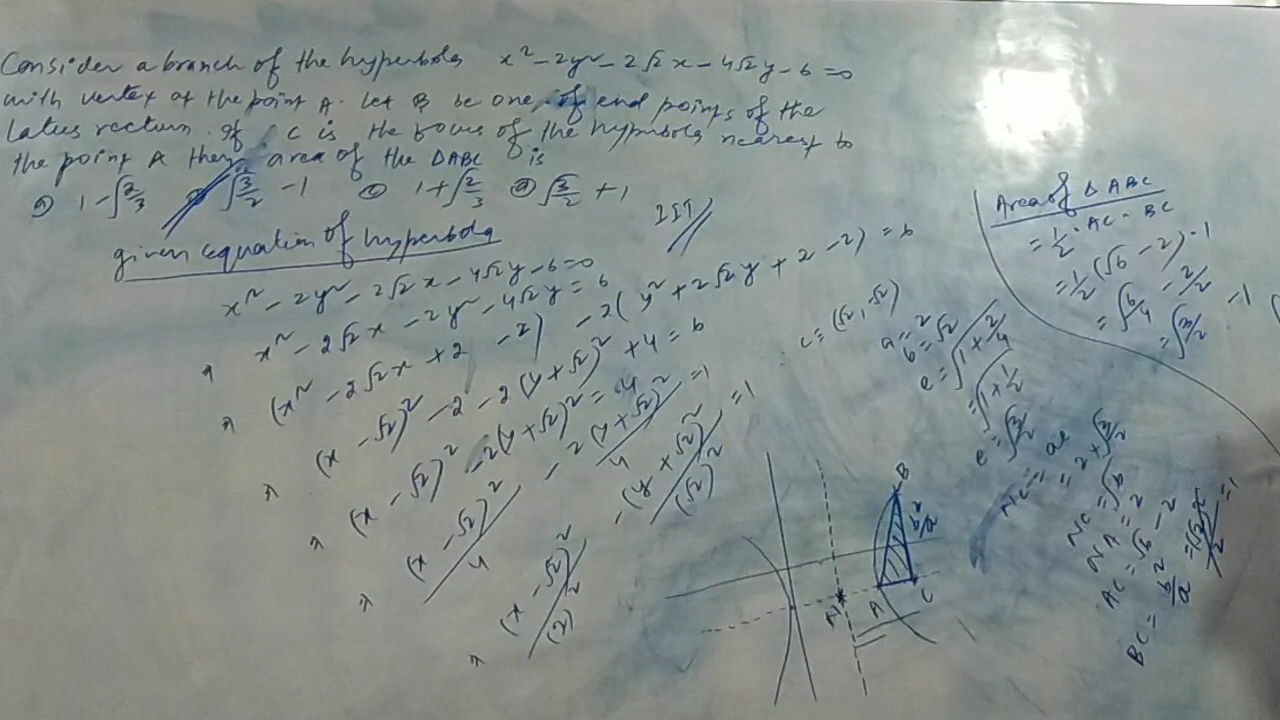 Consider a branch of the hyperbola x² - 2y² - 2√2 x - 4√2 y - 6 = 0
with vertex at the point A. Let B be one of end points of the
latus rectum. If C is the focus of the hyperbola nearest to
the point A then area of the ΔABC is
a) 1 - √2/3 b) √3/2 - 1 c) 1 + √2/3 d) √3/2 + 1
IIT
given equation of hyperbola
x² - 2y² - 2√2 x - 4√2 y - 6 = 0
⇒ x² - 2√2 x - 2y² - 4√2 y = 6
⇒ (x² - 2√2 x + 2 - 2) - 2(y² + 2√2 y + 2 - 2) = 6
⇒ (x - √2)² - 2 - 2(y + √2)² + 4 = 6
⇒ (x - √2)² - 2(y + √2)² = 4
⇒ (x - √2)²/4 - 2(y + √2)²/4 = 1
⇒ (x - √2)²/(2)² - (y + √2)²/(√2)² = 1
c = (√2, -√2)
a = 2
b = √2
e = √1 + 2/4
= √1 + 1/2
e = √3/2
NC = ae
= 2 + √3/2
NC = √6
NA = 2
AC = √6 - 2
BC = b²/a = (√2)²/2 = 1
B
b²/a
N
A
C
Area of Δ ABC
= 1/2 · AC · BC
= 1/2 (√6 - 2) · 1
= √6/4 - 2/2
= √3/2 - 1